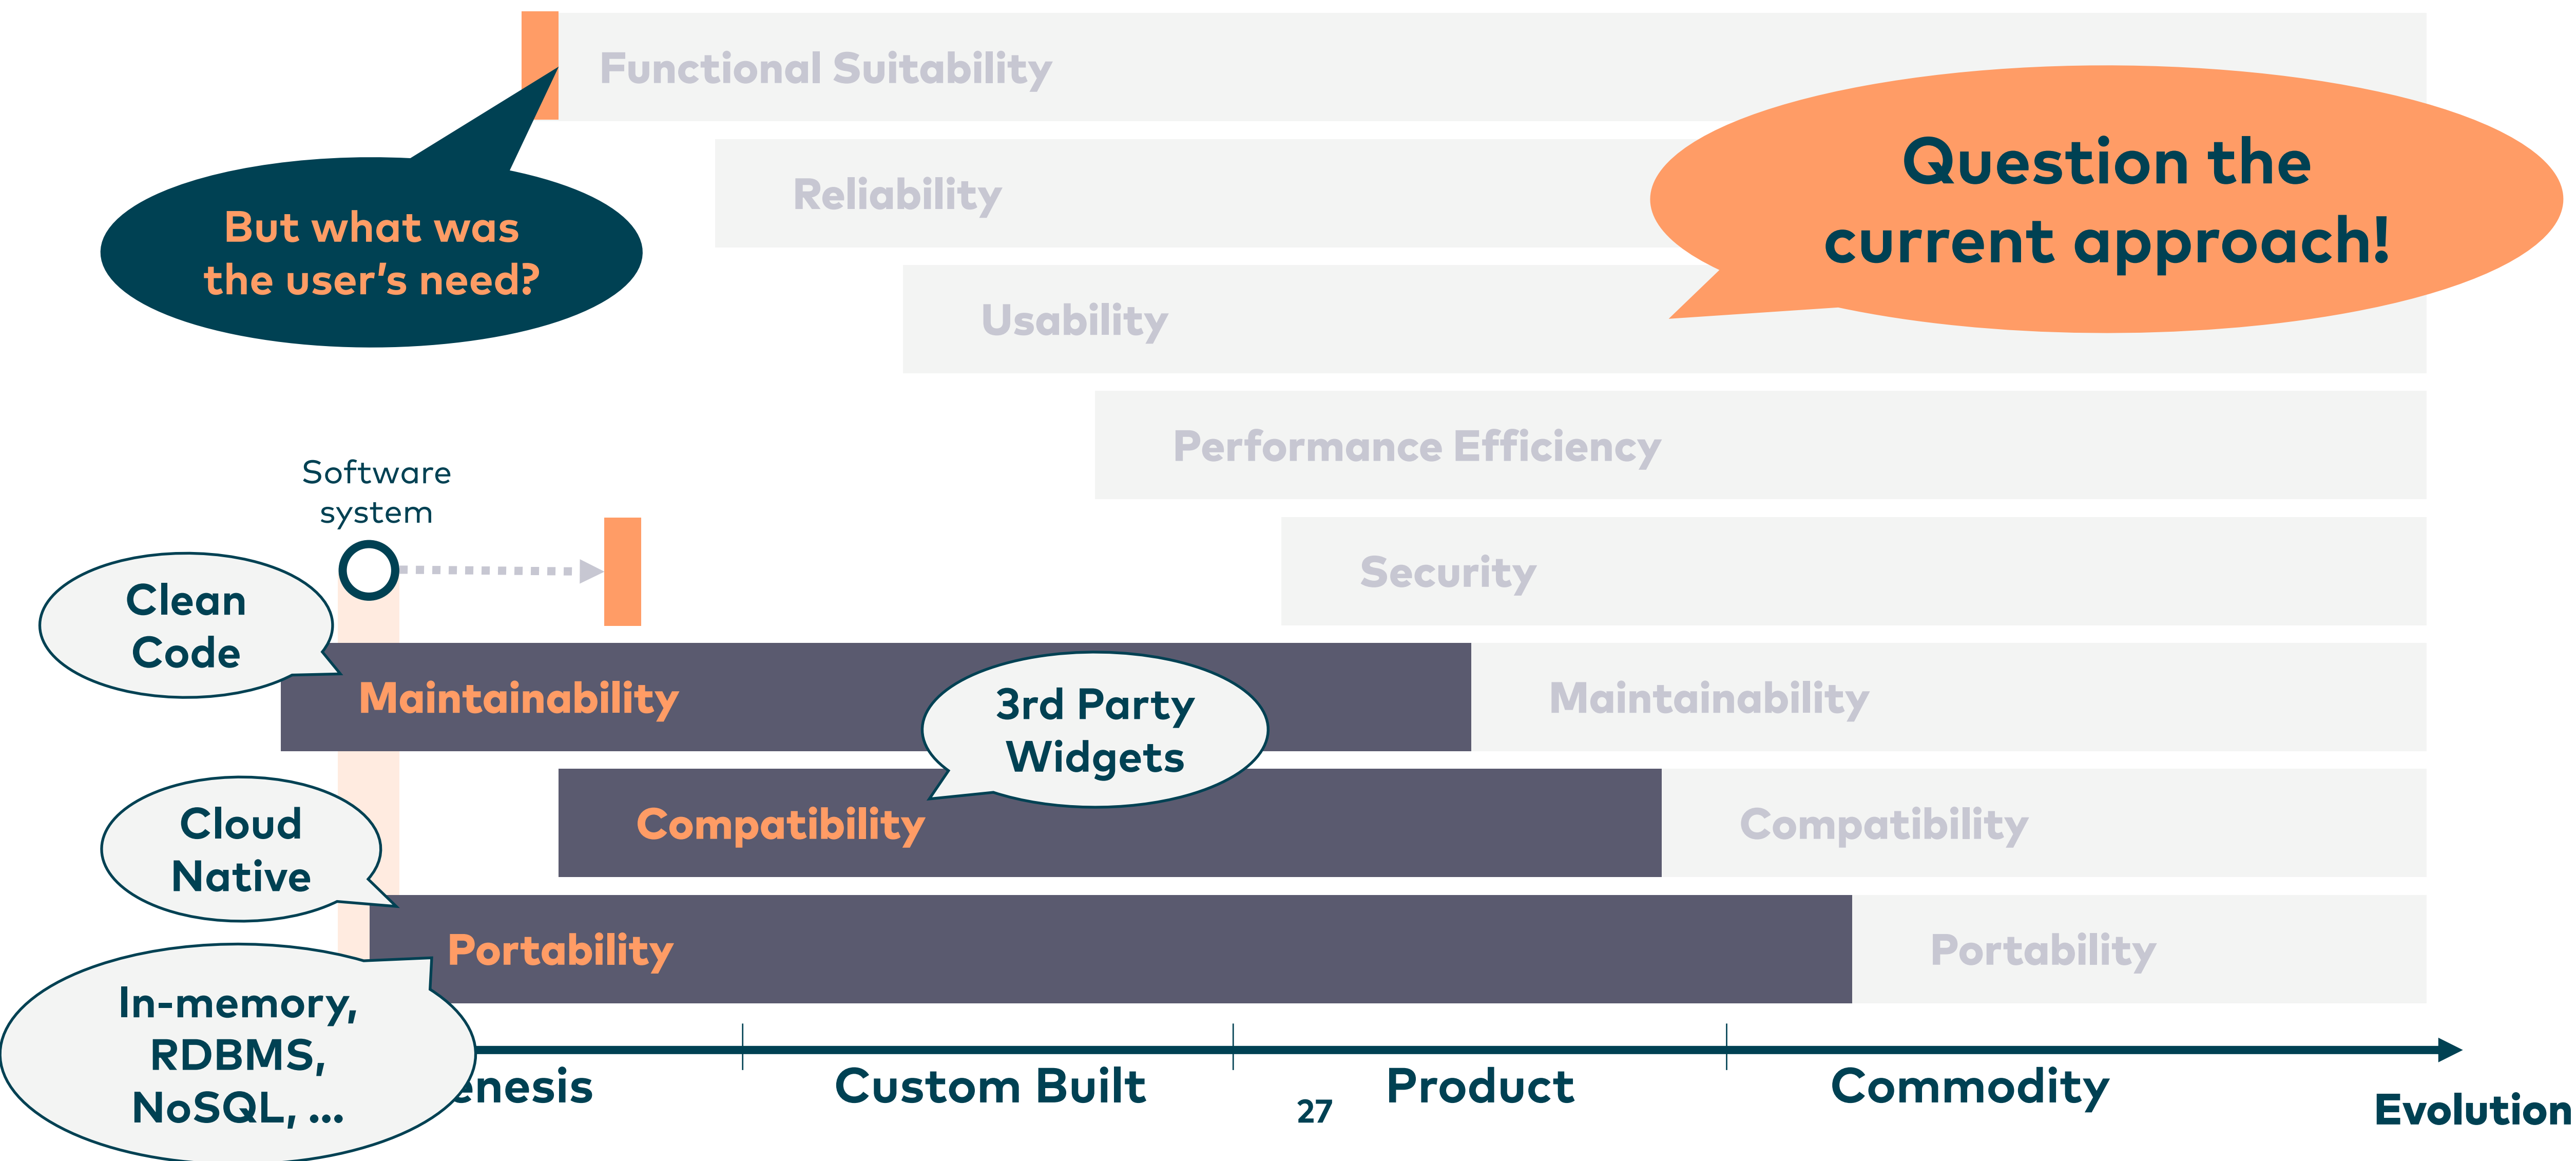 Functional Suitability
Question the
current approach!
Reliability
But what was
the user's need?
Usability
Performance Efficiency
Software
system
Security
Clean
Code
Maintainability
3rd Party
Widgets
Maintainability
Cloud
Native
Compatibility
Compatibility
Portability
Portability
In-memory,
RDBMS,
NoSQL, ...
enesis
Custom Built
Product
Commodity
27
Evolution